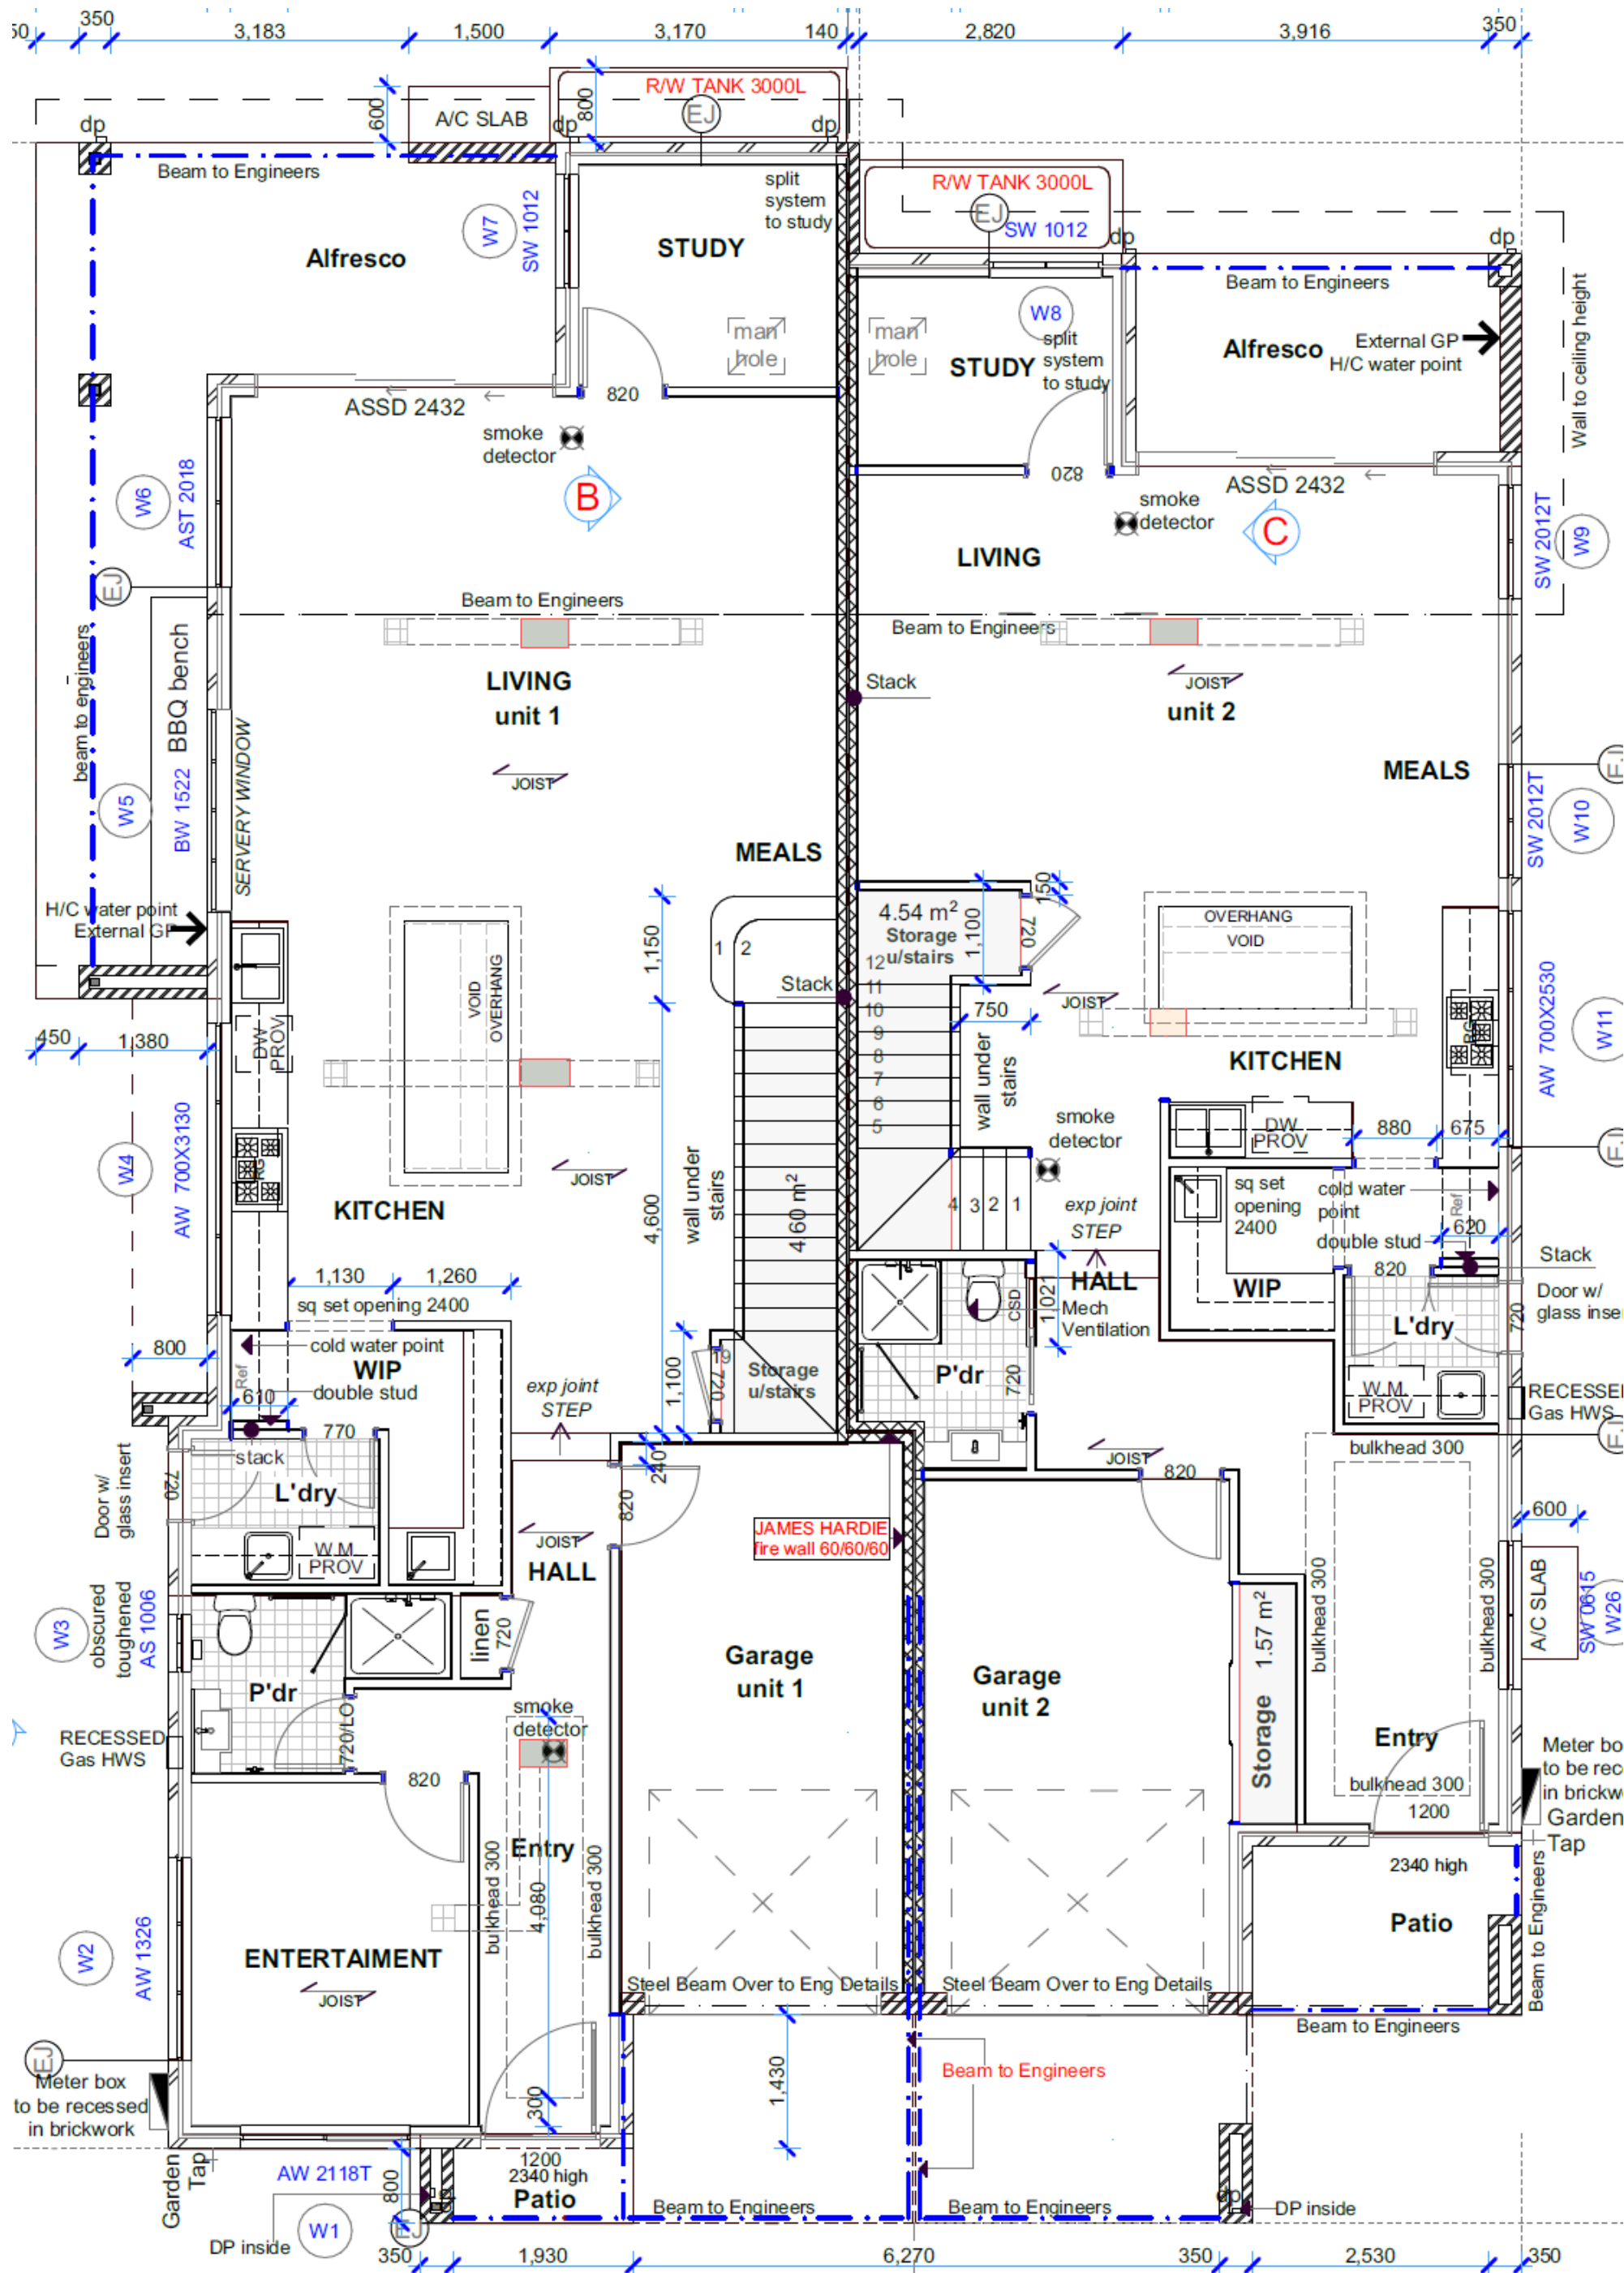 350
3,183
1,500
3,170
140
2,820
3,916
350
R/W TANK 3000L
600
A/C SLAB
800
EJ
dp
dp
dp
Beam to Engineers
W7
SW 1012
split
system
to study
STUDY
Alfresco
man
hole
820
ASSD 2432
smoke
detector
B
R/W TANK 3000L
EJ
SW 1012
dp
dp
Beam to Engineers
W8
man
hole
STUDY
split
system
to study
Alfresco
External GP
H/C water point
Wall to ceiling height
820
ASSD 2432
smoke
detector
C
LIVING
SW 2012T
W9
W6
AST 2018
EJ
Beam to Engineers
Beam to Engineers
beam to engineers
BBQ bench
BW 1522
W5
SERVERY WINDOW
LIVING
unit 1
JOIST
Stack
JOIST
unit 2
MEALS
EJ
SW 2012T
W10
MEALS
H/C water point
External GP
1,150
1 2
Stack
VOID
OVERHANG
DW
PROV
450
1,380
W4
AW 700X3130
RG
KITCHEN
JOIST
4,600
wall under
stairs
4.60 m²
4.54 m²
Storage
u/stairs
1,100
150
720
12
11
10
9
8
7
6
5
4 3 2 1
750
wall under
stairs
JOIST
OVERHANG
VOID
KITCHEN
RG
AW 700X2530
W11
smoke
detector
DW
PROV
880
675
EJ
exp joint
STEP
sq set
opening
2400
cold water
point
Ref
620
double stud
Stack
820
WIP
HALL
1,021
CSD
Mech
Ventilation
P'dr
720
L'dry
Door w/
720
W.M.
PROV
RECESSED
Gas HWS
EJ
1,130
1,260
sq set opening 2400
800
cold water point
WIP
Ref
610
double stud
770
stack
exp joint
STEP
1,100
19
720
Storage
u/stairs
240
820
Door w/
glass insert
720
L'dry
W.M.
PROV
JOIST
HALL
JAMES HARDIE
fire wall 60/60/60
JOIST
820
bulkhead 300
600
A/C SLAB
SW 0615
W26
bulkhead 300
bulkhead 300
W3
obscured
toughened
AS 1006
linen
720
P'dr
720/LO
RECESSED
Gas HWS
smoke
detector
820
Garage
unit 1
Garage
unit 2
Storage 1.57 m²
Entry
bulkhead 300
1200
Meter box
in brickwork
Garden
Tap
Entry
bulkhead 300
4,080
bulkhead 300
ENTERTAIMENT
JOIST
W2
AW 1326
Steel Beam Over to Eng Details
Steel Beam Over to Eng Details
2340 high
Patio
Beam to Engineers
Beam to Engineers
EJ
Meter box
to be recessed
in brickwork
300
1,430
Beam to Engineers
Garden
Tap
AW 2118T
W1
DP inside
800
EJ
dp
1200
2340 high
Patio
Beam to Engineers
Beam to Engineers
dp
DP inside
350
1,930
6,270
350
2,530
350